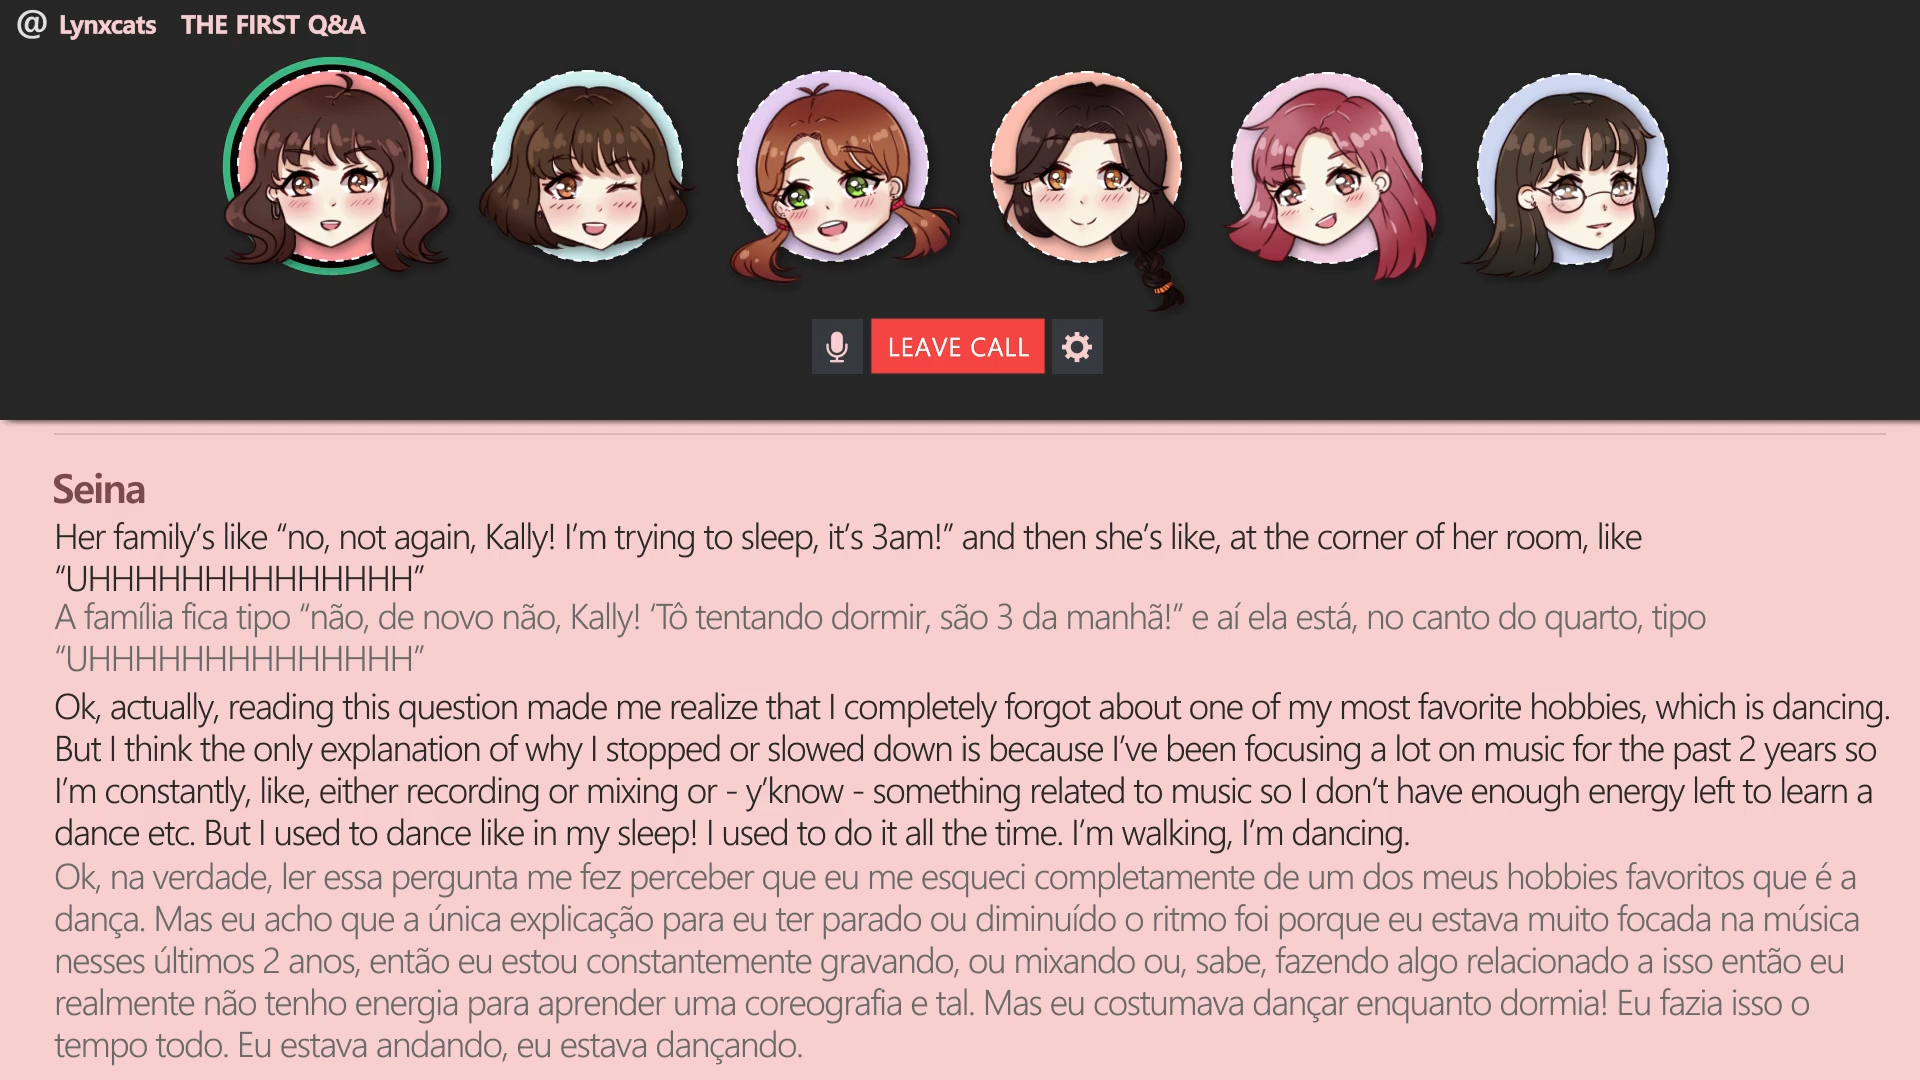 @ Lynxcats THE FIRST Q&A
LEAVE CALL
Seina
Her family’s like “no, not again, Kally! I’m trying to sleep, it’s 3am!” and then she’s like, at the corner of her room, like
“UHHHHHHHHHHHHHH”
A família fica tipo “não, de novo não, Kally! ‘Tô tentando dormir, são 3 da manhã!” e aí ela está, no canto do quarto, tipo
“UHHHHHHHHHHHHHH”
Ok, actually, reading this question made me realize that I completely forgot about one of my most favorite hobbies, which is dancing.
But I think the only explanation of why I stopped or slowed down is because I’ve been focusing a lot on music for the past 2 years so
I’m constantly, like, either recording or mixing or - y’know - something related to music so I don’t have enough energy left to learn a
dance etc. But I used to dance like in my sleep! I used to do it all the time. I’m walking, I’m dancing.
Ok, na verdade, ler essa pergunta me fez perceber que eu me esqueci completamente de um dos meus hobbies favoritos que é a
dança. Mas eu acho que a única explicação para eu ter parado ou diminuído o ritmo foi porque eu estava muito focada na música
nesses últimos 2 anos, então eu estou constantemente gravando, ou mixando ou, sabe, fazendo algo relacionado a isso então eu
realmente não tenho energia para aprender uma coreografia e tal. Mas eu costumava dançar enquanto dormia! Eu fazia isso o
tempo todo. Eu estava andando, eu estava dançando.